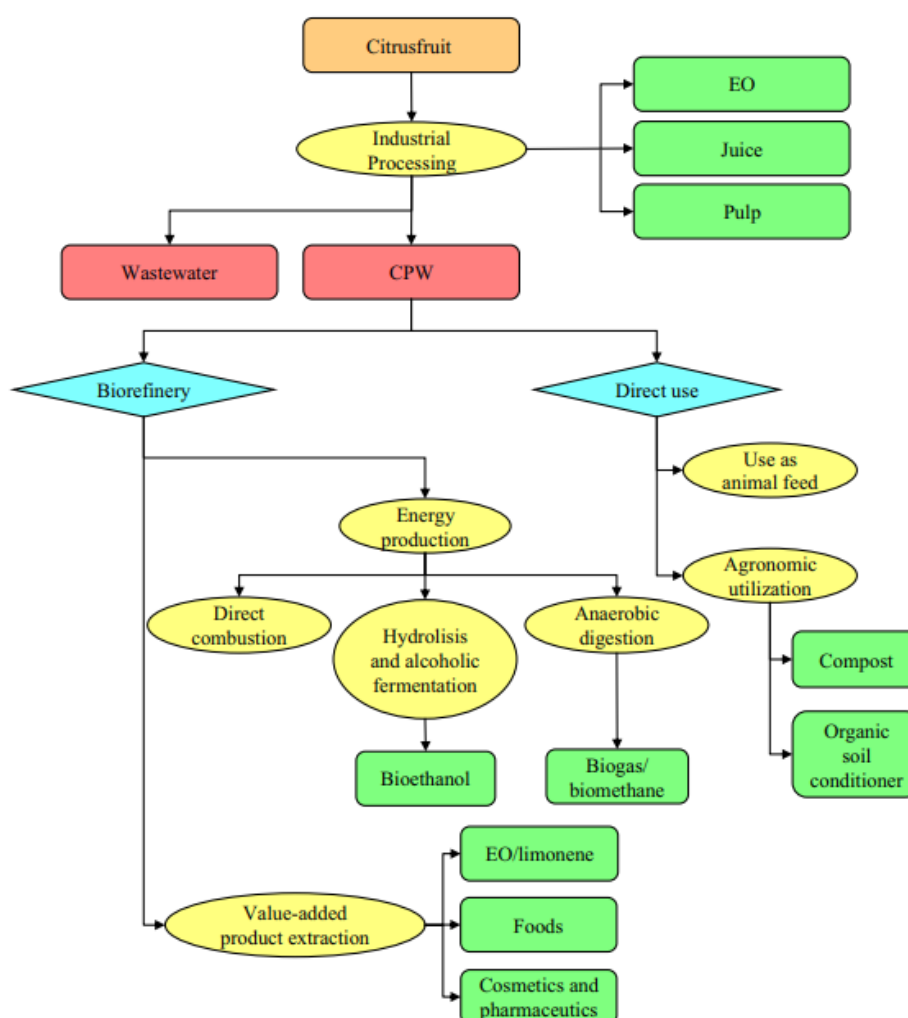 Citrusfruit
EO
Industrial
Processing
Juice
Pulp
Wastewater
CPW
Biorefinery
Direct use
Use as
animal feed
Energy
production
Agronomic
utilization
Direct
combustion
Hydrolisis
and alcoholic
fermentation
Anaerobic
digestion
Compost
Organic
soil
conditioner
Bioethanol
Biogas/
biomethane
EO/limonene
Value-added
product extraction
Foods
Cosmetics and
pharmaceutics